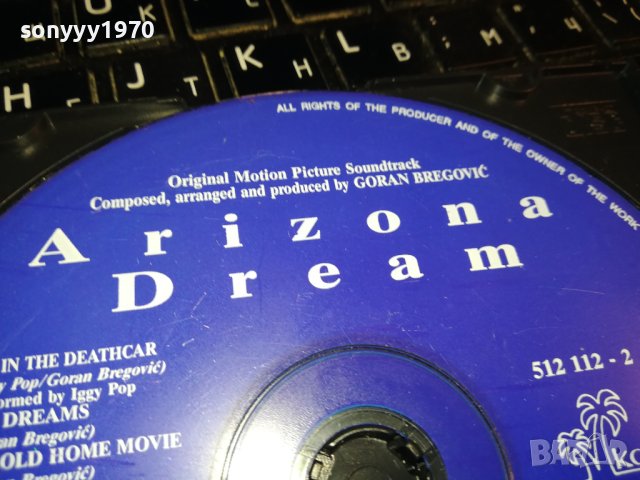 sonyyy1970
H J K L
ALL RIGHTS OF THE PRODUCER AND OF THE OWNER OF THE WORK
Original Motion Picture Soundtrack
Composed, arranged and produced by GORAN BREGOVIĆ
Arizona
Dream
IN THE DEATHCAR
Pop/Goran Bregović)
by Iggy Pop
DREAMS
Bregović)
OLD HOME MOVIE
Bregović)
512 112 - 2
BAZAR